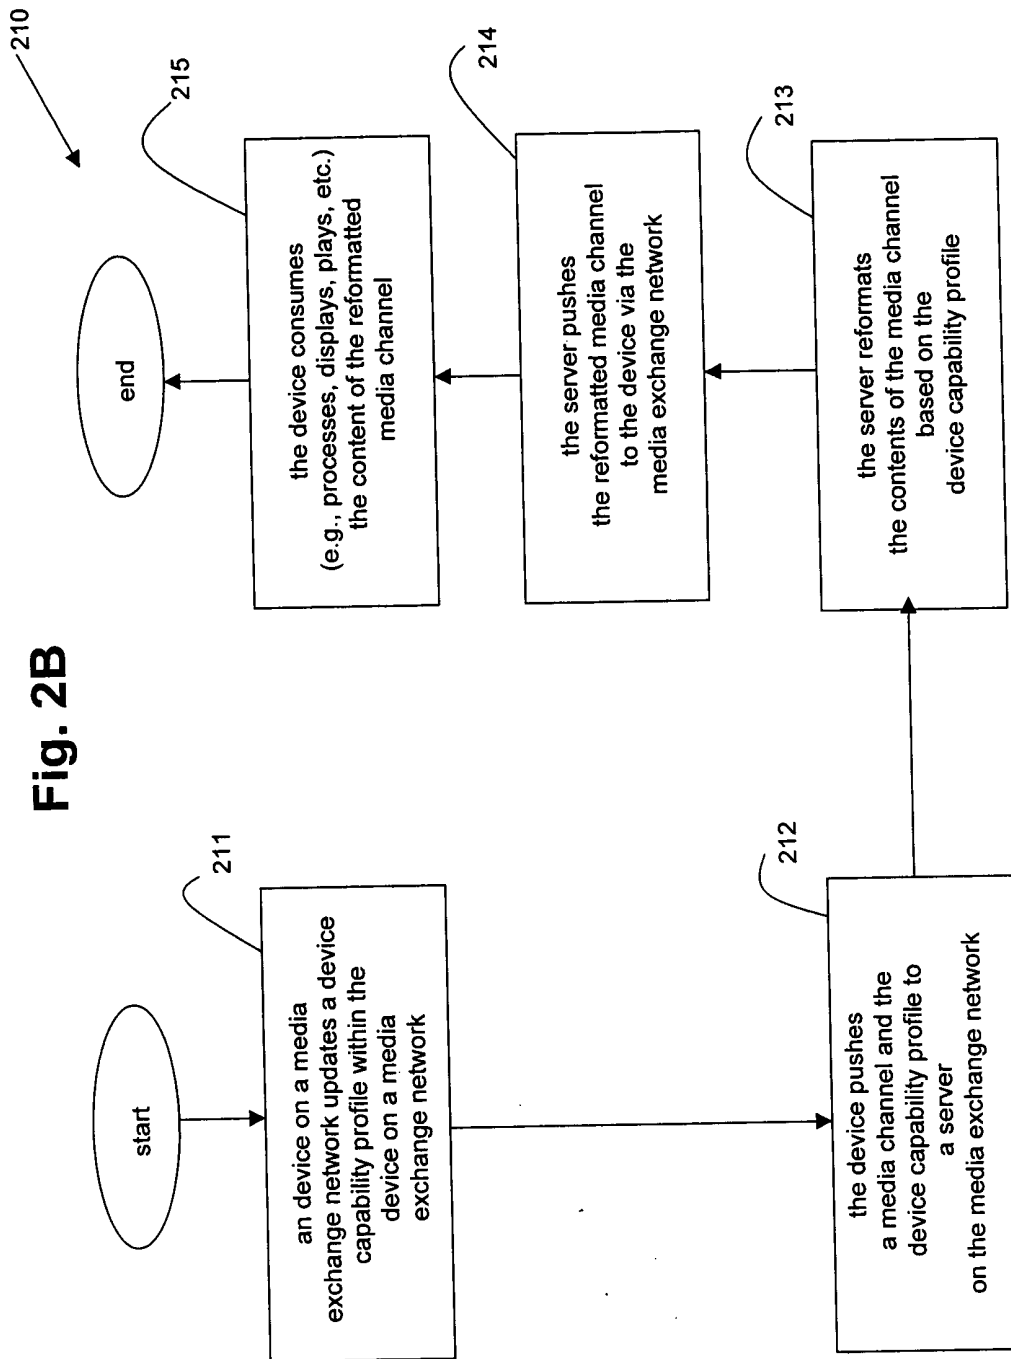 Fig. 2B
210
start
211
an device on a media
exchange network updates a device
capability profile within the
device on a media
exchange network
212
the device pushes
a media channel and the
device capability profile to
a server
on the media exchange network
213
the server reformats
the contents of the media channel
based on the
device capability profile
214
the server pushes
the reformatted media channel
to the device via the
media exchange network
215
the device consumes
(e.g., processes, displays, plays, etc.)
the content of the reformatted
media channel
end